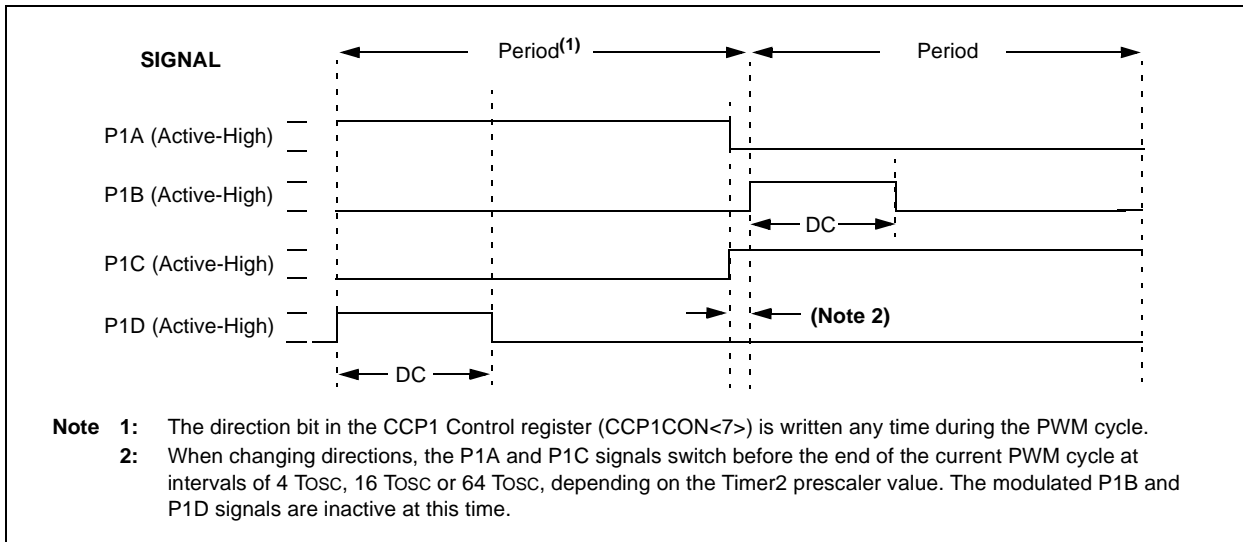 SIGNAL
Period(1)
Period
P1A (Active-High)
P1B (Active-High)
DC
P1C (Active-High)
P1D (Active-High)
(Note 2)
DC
Note 1: The direction bit in the CCP1 Control register (CCP1CON<7>) is written any time during the PWM cycle.
2: When changing directions, the P1A and P1C signals switch before the end of the current PWM cycle at
intervals of 4 TOSC, 16 TOSC or 64 TOSC, depending on the Timer2 prescaler value. The modulated P1B and
P1D signals are inactive at this time.